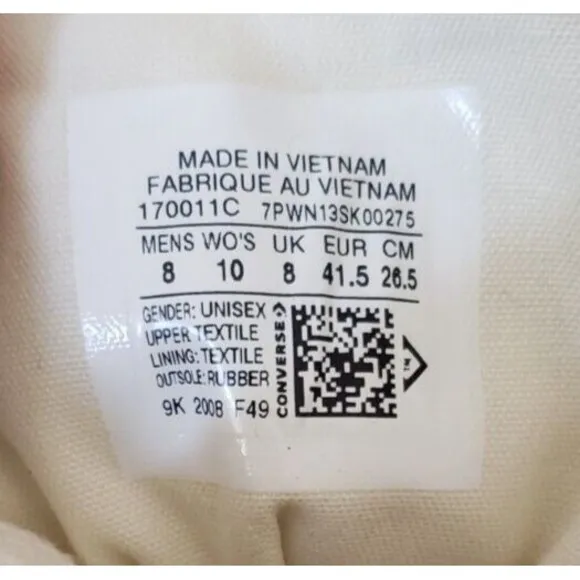 MADE IN VIETNAM
FABRIQUE AU VIETNAM
170011C 7PWN13SK00275
MENS WO'S UK EUR CM
8 10 8 41.5 26.5
GENDER: UNISEX
UPPER TEXTILE
LINING: TEXTILE
OUTSOLE: RUBBER
9K 2008 F49
CONVERSE
TM